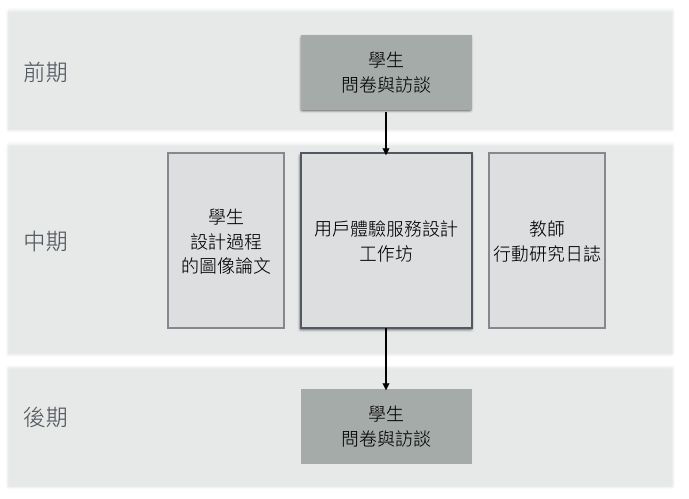 前期
學生
問卷與訪談
中期
學生
設計過程
的圖像論文
用戶體驗服務設計
工作坊
教師
行動研究日誌
後期
學生
問卷與訪談